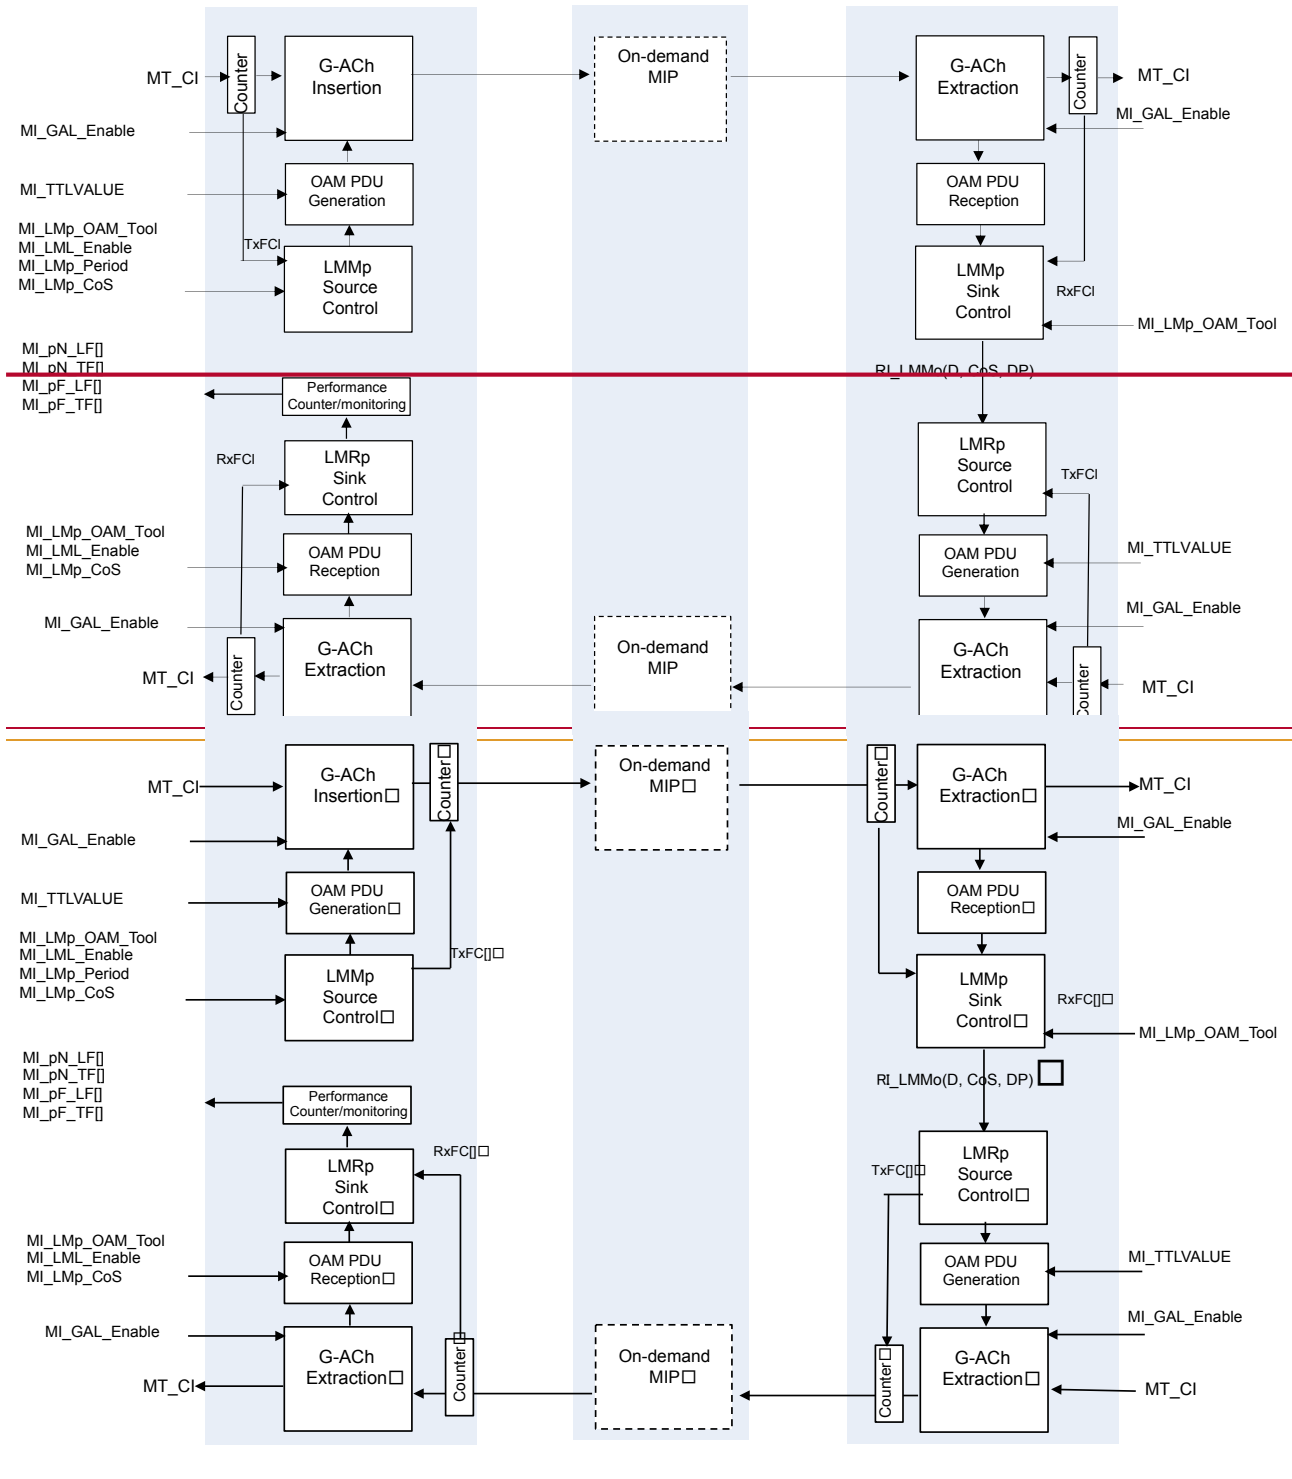 MT_CI
Counter
G-ACh
Insertion
On-demand
MIP
G-ACh
Extraction
Counter
MT_CI
MI_GAL_Enable
MI_GAL_Enable
MI_TTLVALUE
OAM PDU
Generation
OAM PDU
Reception
MI_LMp_OAM_Tool
MI_LML_Enable
MI_LMp_Period
MI_LMp_CoS
TxFCl
LMMp
Source
Control
LMMp
Sink
Control
RxFCl
MI_LMp_OAM_Tool
MI_pN_LF[]
MI_pN_TF[]
MI_pF_LF[]
MI_pF_TF[]
RI_LMMo(D, CoS, DP)
Performance
Counter/monitoring
RxFCl
LMRp
Sink
Control
LMRp
Source
Control
TxFCl
MI_LMp_OAM_Tool
MI_LML_Enable
MI_LMp_CoS
OAM PDU
Reception
OAM PDU
Generation
MI_TTLVALUE
MI_GAL_Enable
MI_GAL_Enable
MT_CI
Counter
G-ACh
Extraction
On-demand
MIP
G-ACh
Extraction
Counter
MT_CI
MT_CI
G-ACh
Insertion□
Counter□
On-demand
MIP□
Counter□
G-ACh
Extraction□
MT_CI
MI_GAL_Enable
MI_GAL_Enable
MI_TTLVALUE
OAM PDU
Generation□
OAM PDU
Reception□
MI_LMp_OAM_Tool
MI_LML_Enable
MI_LMp_Period
MI_LMp_CoS
TxFC[]□
LMMp
Source
Control□
LMMp
Sink
Control□
RxFC[]□
MI_LMp_OAM_Tool
MI_pN_LF[]
MI_pN_TF[]
MI_pF_LF[]
MI_pF_TF[]
RI_LMMo(D, CoS, DP)□
Performance
Counter/monitoring
RxFC[]□
LMRp
Sink
Control□
TxFC[]□
LMRp
Source
Control□
MI_LMp_OAM_Tool
MI_LML_Enable
MI_LMp_CoS
OAM PDU
Reception□
OAM PDU
Generation
MI_TTLVALUE
MI_GAL_Enable
MI_GAL_Enable
MT_CI
G-ACh
Extraction□
Counter□
On-demand
MIP□
Counter□
G-ACh
Extraction□
MT_CI